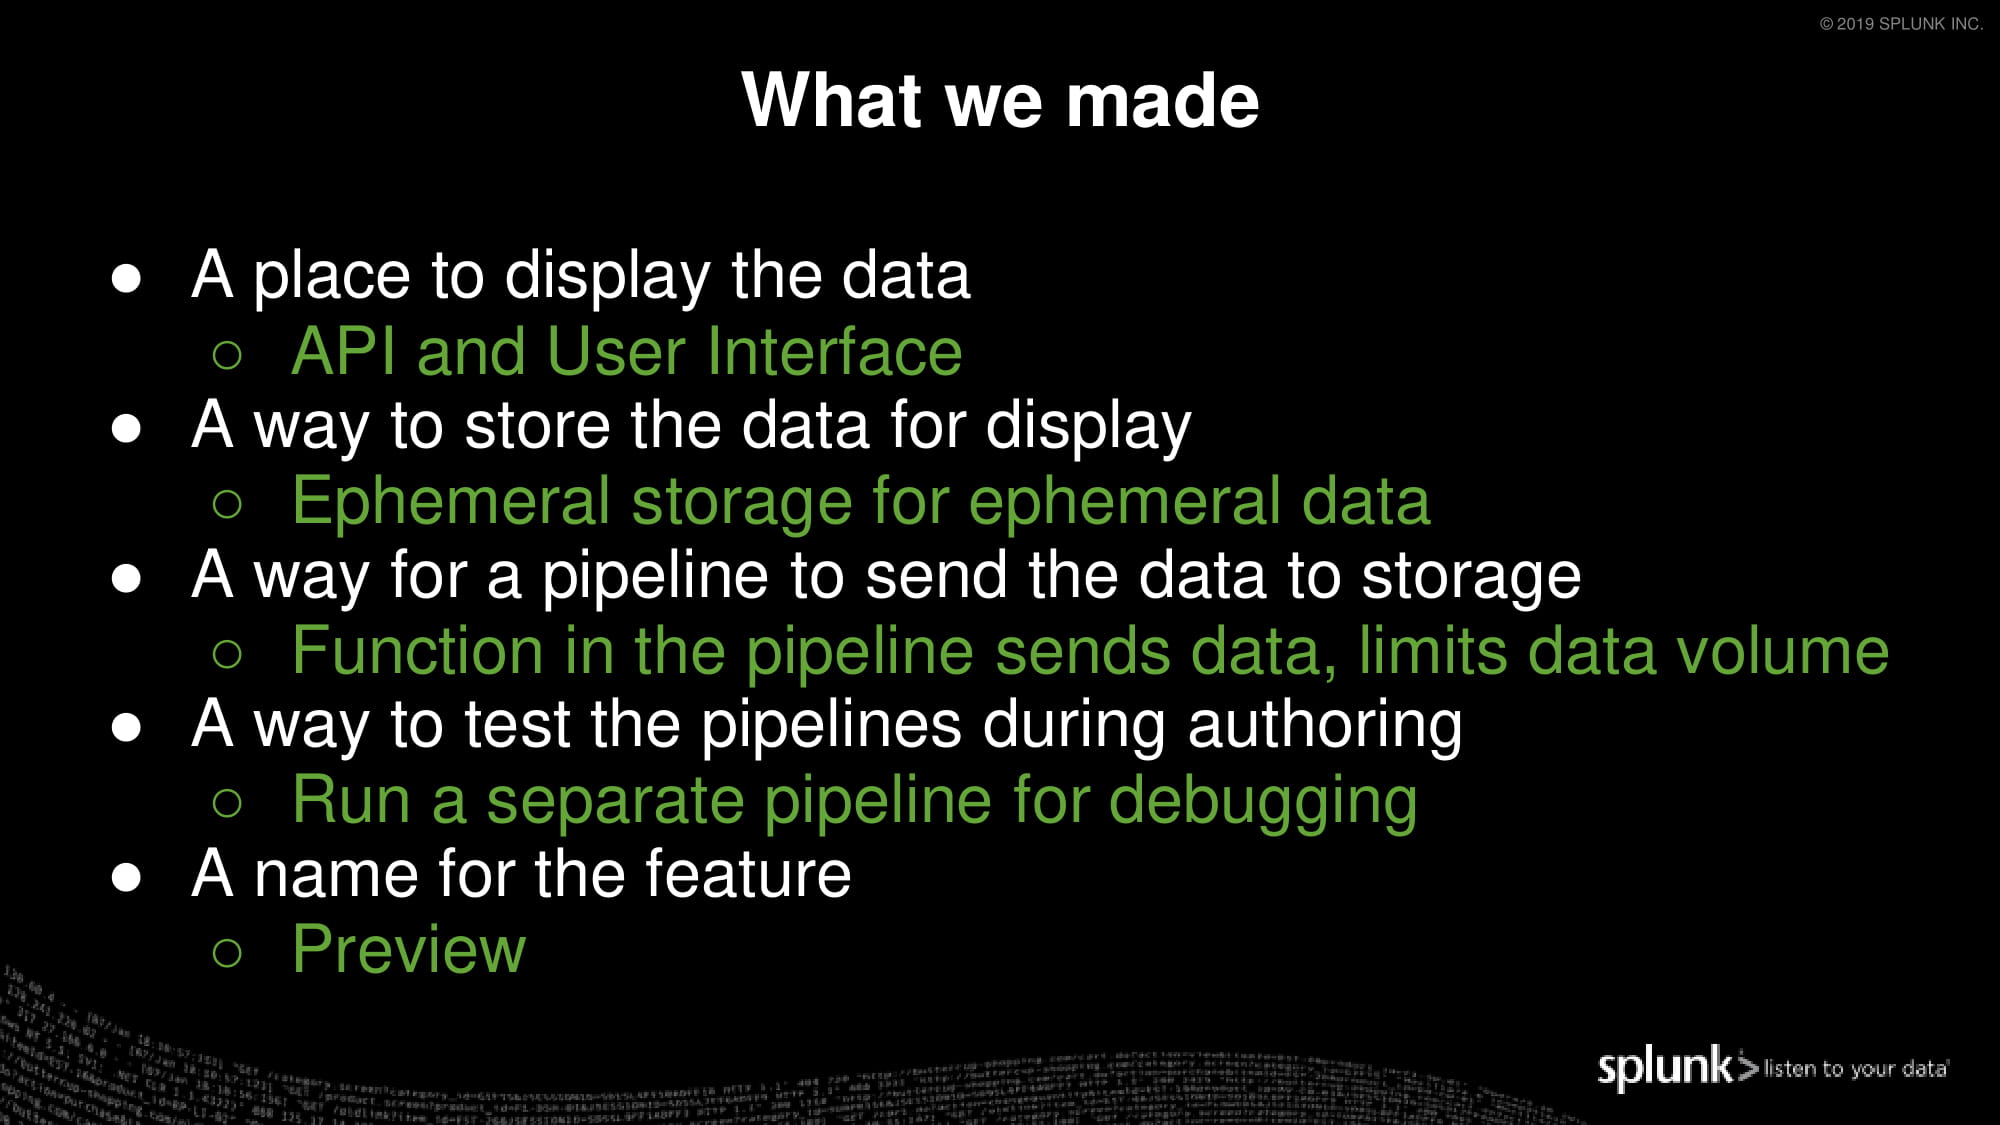 © 2019 SPLUNK INC.
What we made
● A place to display the data
○ API and User Interface
● A way to store the data for display
○ Ephemeral storage for ephemeral data
● A way for a pipeline to send the data to storage
○ Function in the pipeline sends data, limits data volume
● A way to test the pipelines during authoring
○ Run a separate pipeline for debugging
● A name for the feature
○ Preview
splunk> listen to your data